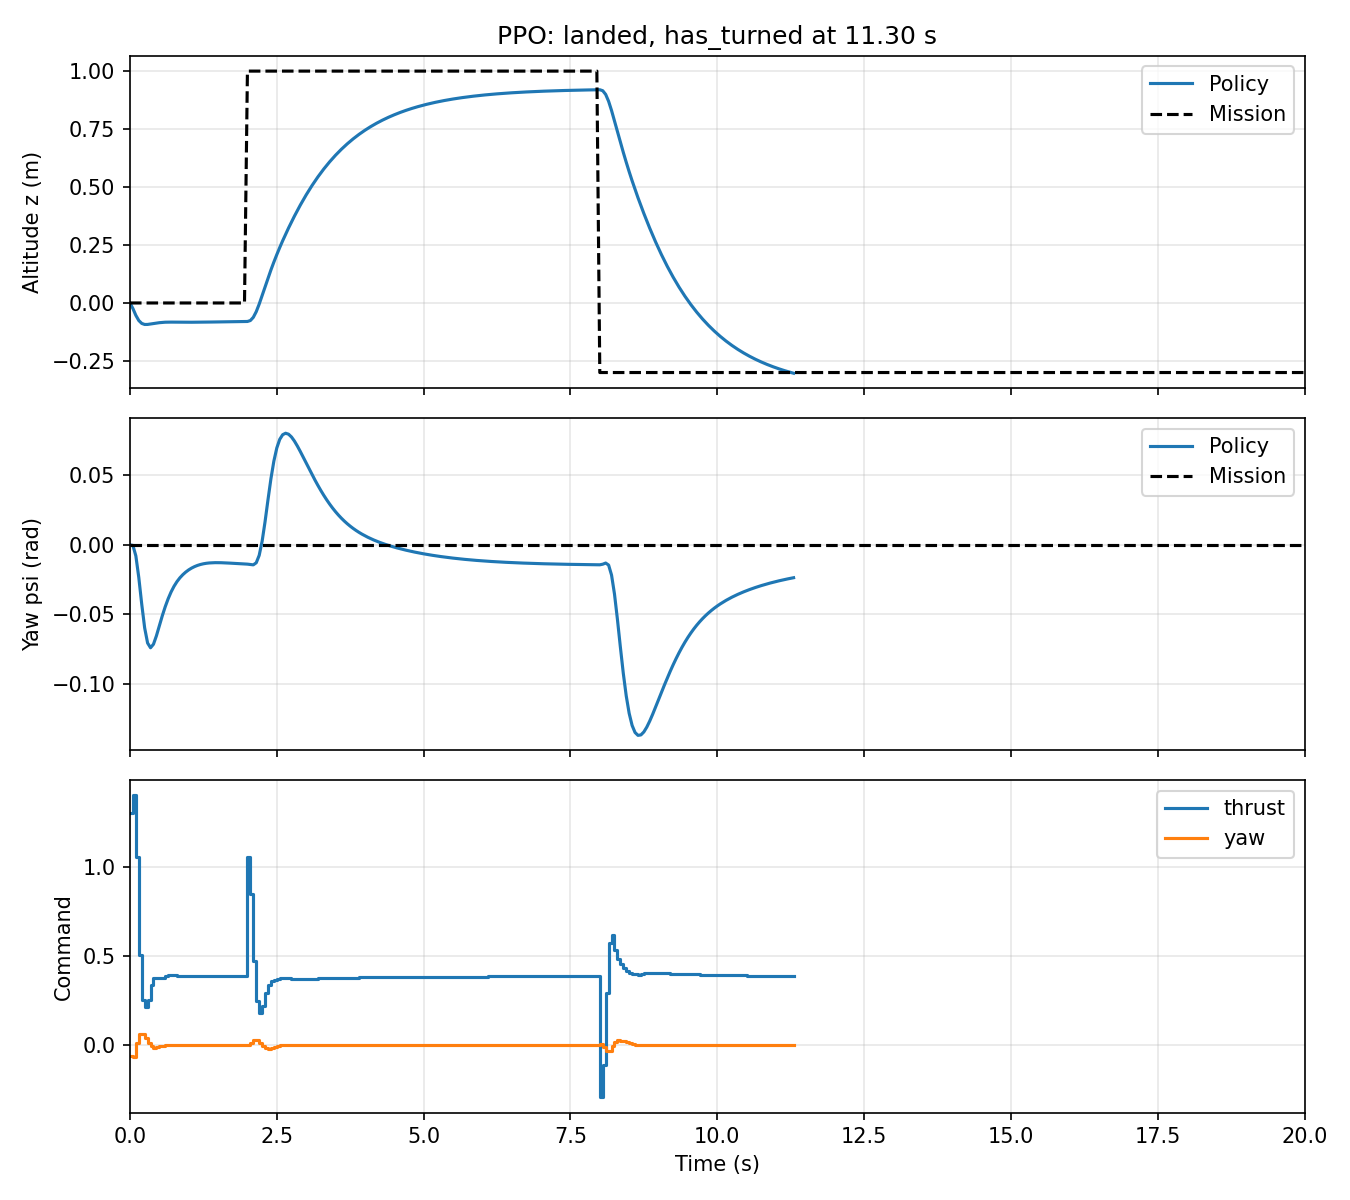 PPO: landed, has_turned at 11.30 s
1.00
0.75
0.50
0.25
0.00
−0.25
Altitude z (m)
Policy
Mission
0.05
0.00
−0.05
−0.10
Yaw psi (rad)
Policy
Mission
1.0
0.5
0.0
Command
thrust
yaw
0.0 2.5 5.0 7.5 10.0 12.5 15.0 17.5 20.0
Time (s)